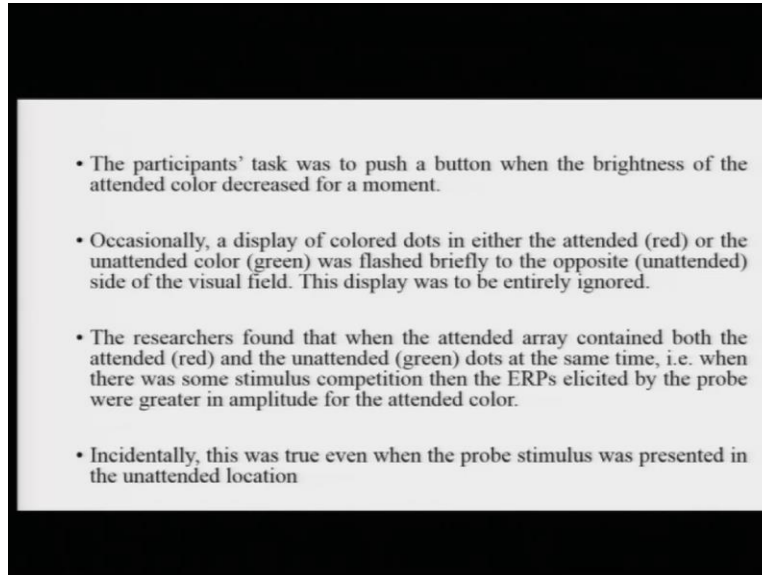 • The participants’ task was to push a button when the brightness of the
attended color decreased for a moment.
• Occasionally, a display of colored dots in either the attended (red) or the
unattended color (green) was flashed briefly to the opposite (unattended)
side of the visual field. This display was to be entirely ignored.
• The researchers found that when the attended array contained both the
attended (red) and the unattended (green) dots at the same time, i.e. when
there was some stimulus competition then the ERPs elicited by the probe
were greater in amplitude for the attended color.
• Incidentally, this was true even when the probe stimulus was presented in
the unattended location